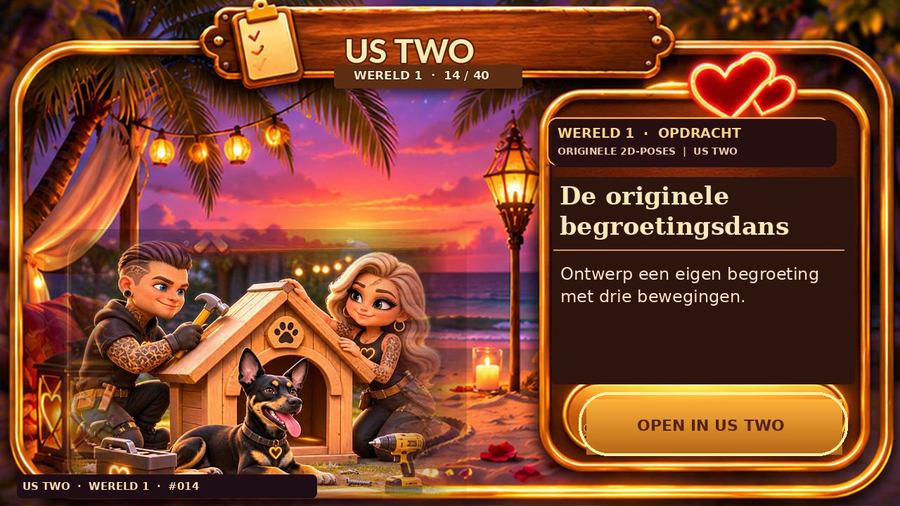 US TWO
WERELD 1 · 14 / 40
WERELD 1 · OPDRACHT
ORIGINELE 2D-POSES | US TWO
De originele
begroetingsdans
Ontwerp een eigen begroeting
met drie bewegingen.
OPEN IN US TWO
US TWO · WERELD 1 · #014